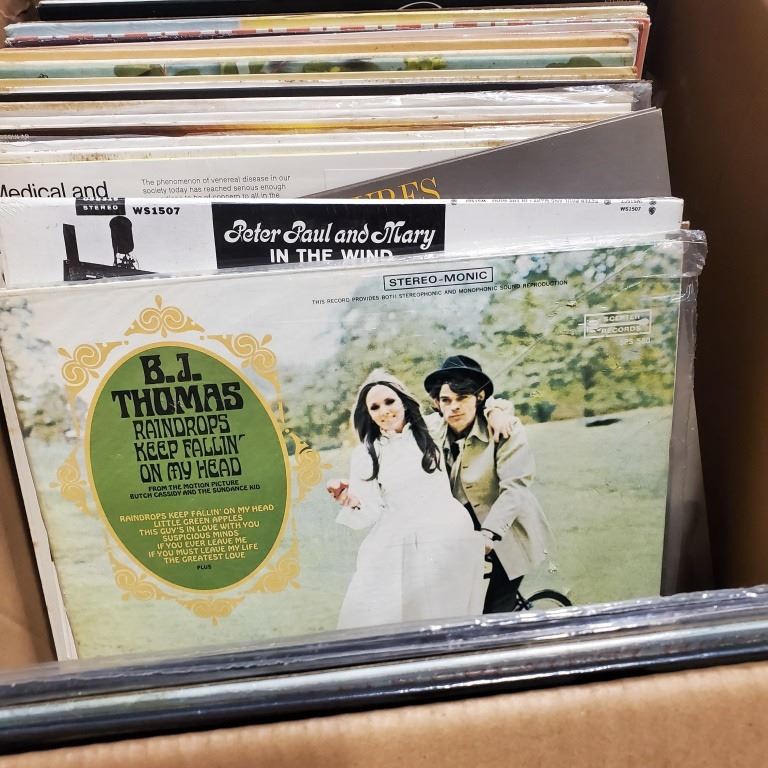 The phenomenon of venereal disease in our
society today has reached serious enough
Medical and
STEREO WS1507
Peter Paul and Mary
IN THE WIND
WS1507
STEREO-MONIC
THIS RECORD PROVIDES BOTH STEREOPHONIC AND MONOPHONIC SOUND REPRODUCTION
SCEPTER
RECORDS
SPS 580
B.J.
THOMAS
RAINDROPS
KEEP FALLIN'
ON MY HEAD
FROM THE MOTION PICTURE
BUTCH CASSIDY AND THE SUNDANCE KID
RAINDROPS KEEP FALLIN' ON MY HEAD
LITTLE GREEN APPLES
THIS GUY'S IN LOVE WITH YOU
SUSPICIOUS MINDS
IF YOU EVER LEAVE ME
IF YOU MUST LEAVE MY LIFE
THE GREATEST LOVE
PLUS